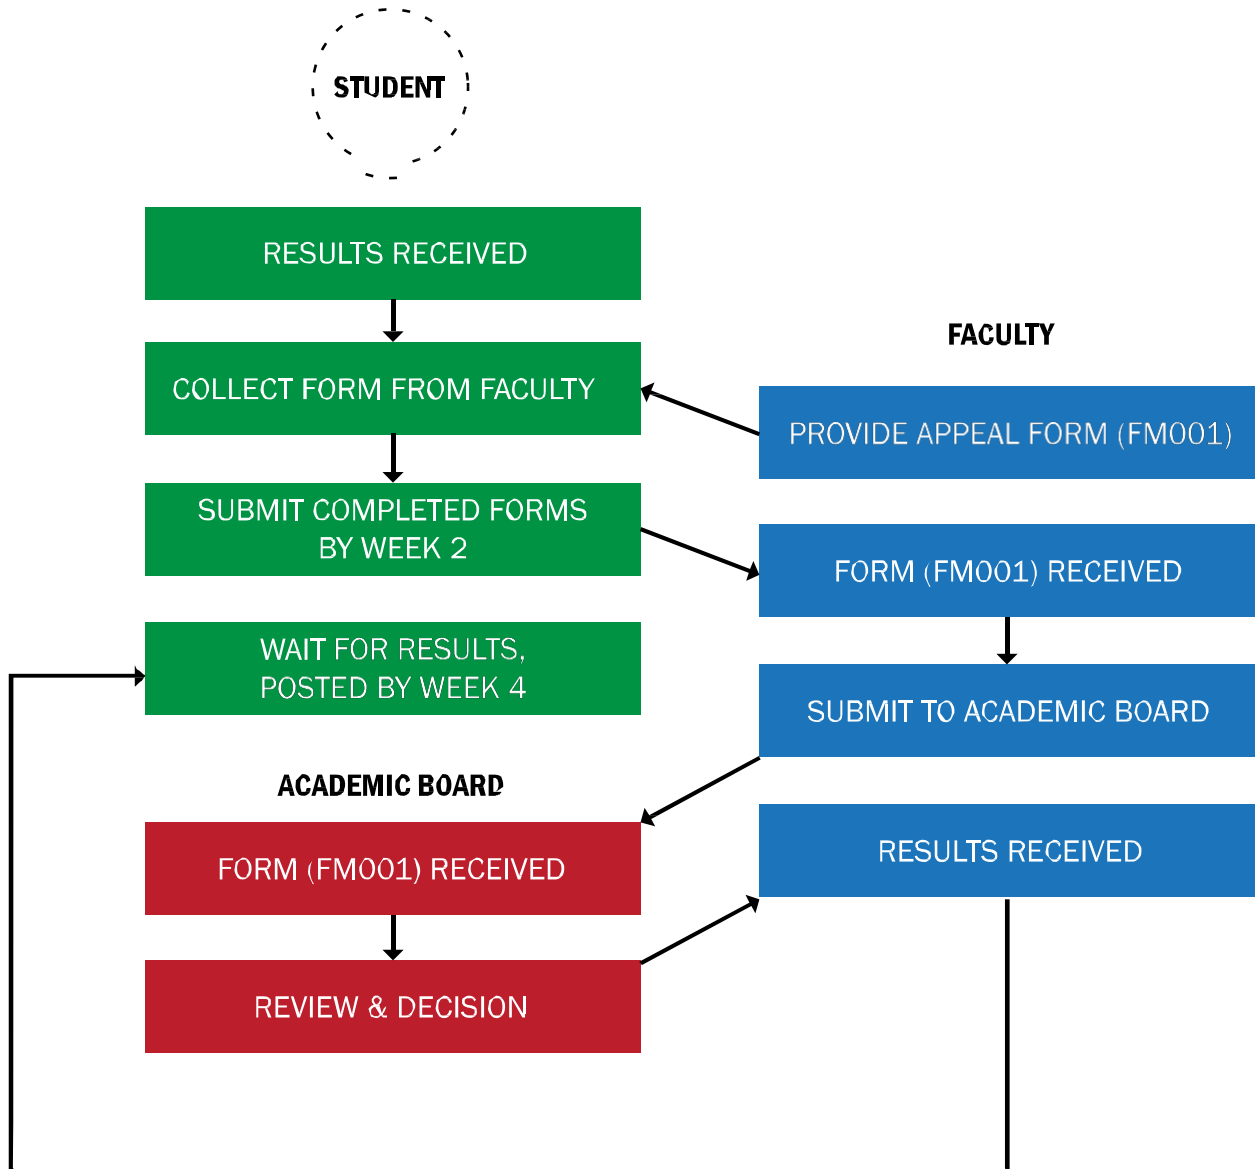 STUDENT
RESULTS RECEIVED
COLLECT FORM FROM FACULTY
SUBMIT COMPLETED FORMS
BY WEEK 2
WAIT FOR RESULTS,
POSTED BY WEEK 4
FACULTY
PROVIDE APPEAL FORM (FM001)
FORM (FM001) RECEIVED
SUBMIT TO ACADEMIC BOARD
RESULTS RECEIVED
ACADEMIC BOARD
FORM (FM001) RECEIVED
REVIEW & DECISION